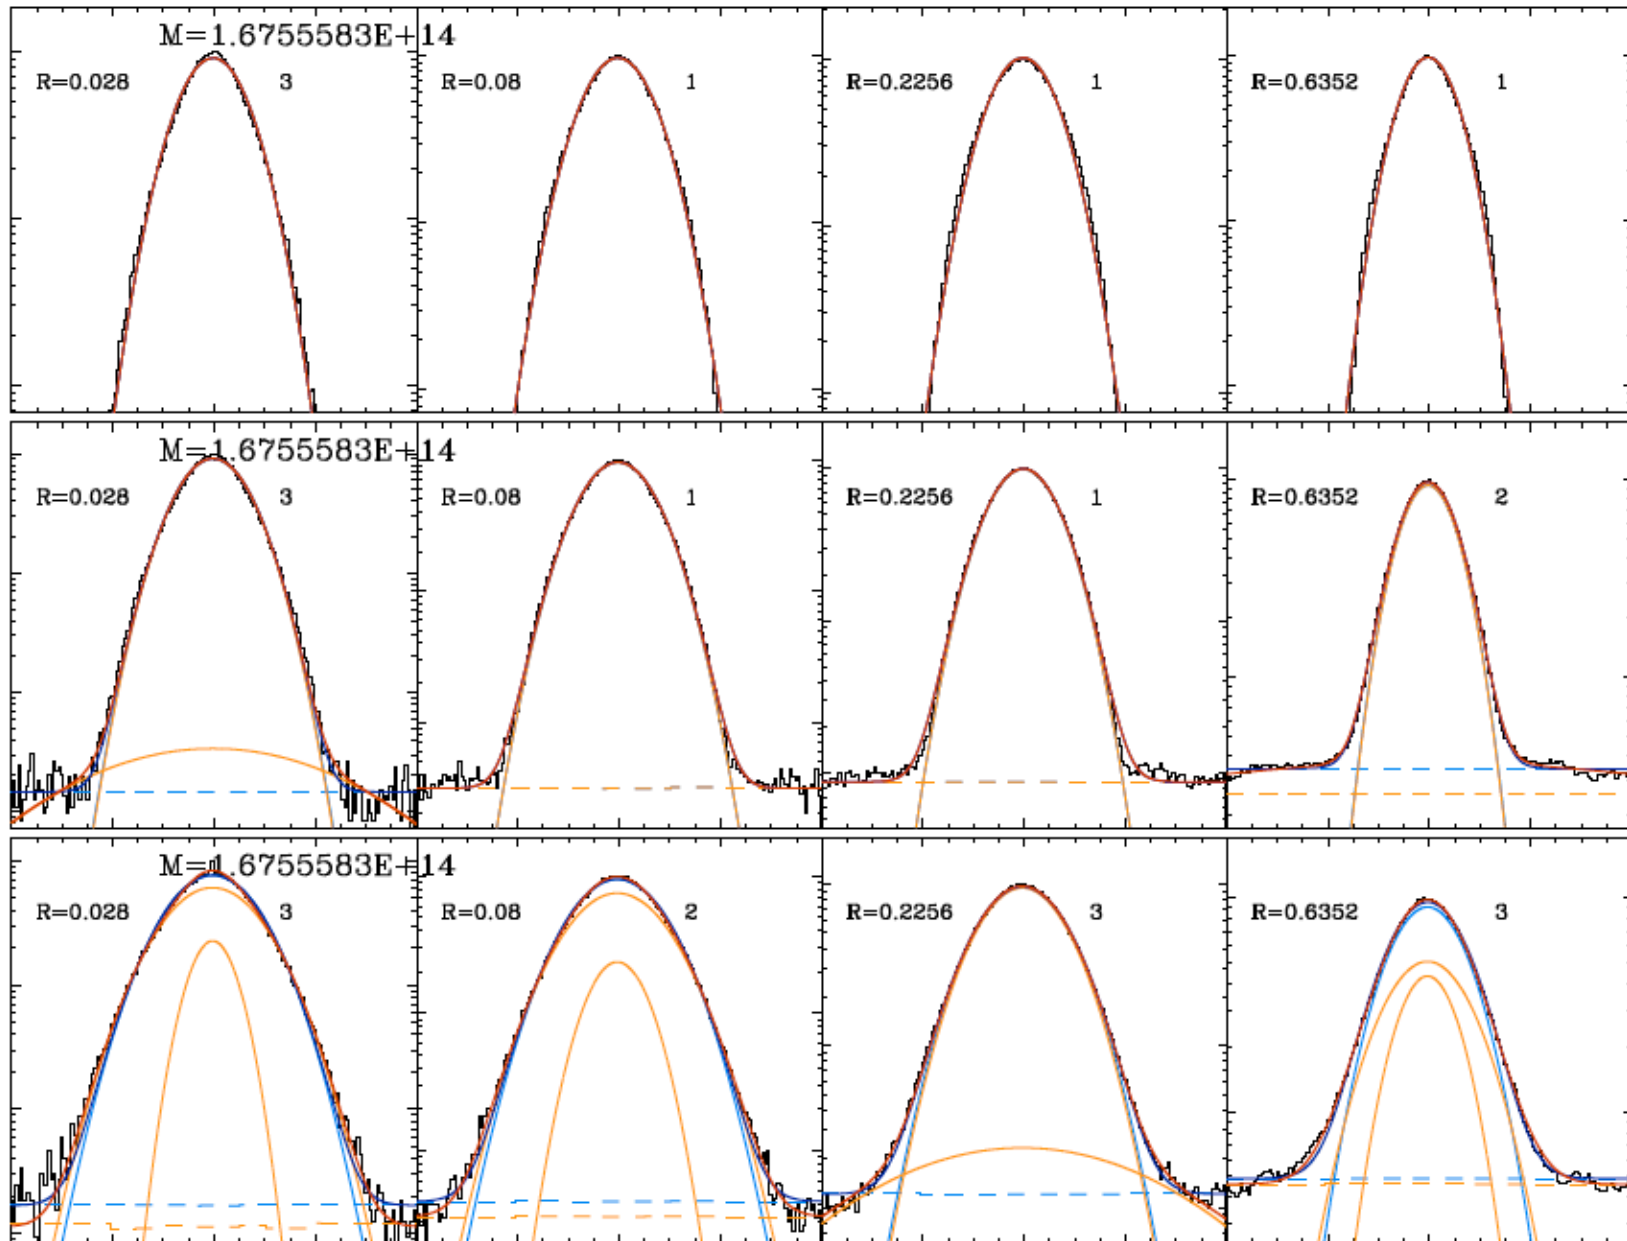 M=1.6755583E+14
R=0.028 3 R=0.08 1 R=0.2256 1 R=0.6352 1
M=1.6755583E+14
R=0.028 3 R=0.08 1 R=0.2256 1 R=0.6352 2
M=1.6755583E+14
R=0.028 3 R=0.08 2 R=0.2256 3 R=0.6352 3